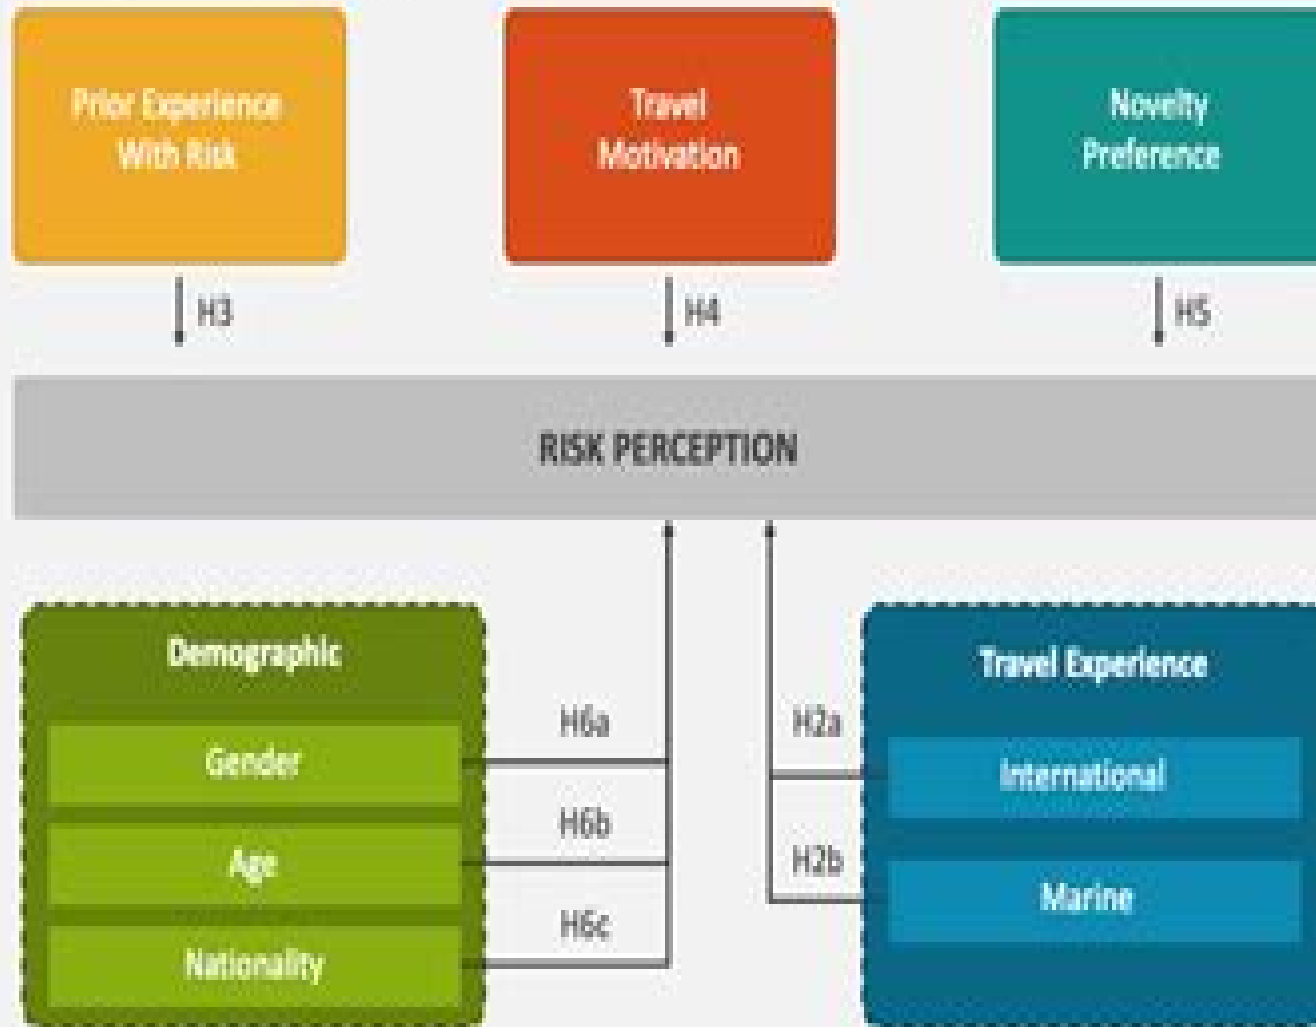 Prior Experience
With Risk
Travel
Motivation
Novelty
Preference
H3
H4
H5
RISK PERCEPTION
Demographic
Gender
Age
Nationality
H6a
H6b
H6c
H2a
H2b
Travel Experience
International
Marine